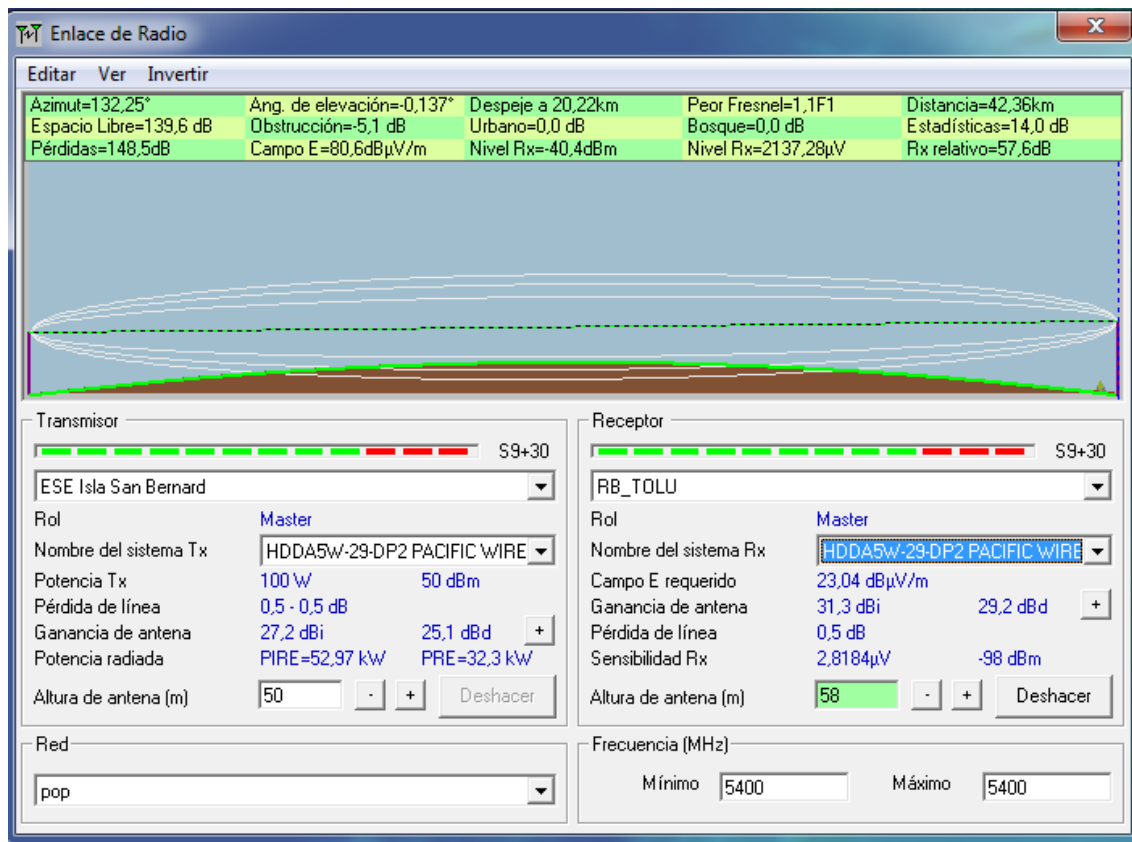 Enlace de Radio
X
Editar Ver Invertir
Azimut=132,25° Ang. de elevación=-0,137° Despeje a 20,22km Peor Fresnel=1,1F1 Distancia=42,36km
Espacio Libre=139,6 dB Obstrucción=-5,1 dB Urbano=0,0 dB Bosque=0,0 dB Estadísticas=14,0 dB
Pérdidas=148,5dB Campo E=80,6dBµV/m Nivel Rx=-40,4dBm Nivel Rx=2137,28µV Rx relativo=57,6dB
Transmisor
S9+30
ESE Isla San Bernard
Rol Master
Nombre del sistema Tx HDDA5W-29-DP2 PACIFIC WIRE
Potencia Tx 100 W 50 dBm
Pérdida de línea 0,5 - 0,5 dB
Ganancia de antena 27,2 dBi 25,1 dBd +
Potencia radiada PIRE=52,97 kW PRE=32,3 kW
Altura de antena (m) 50 - + Deshacer
Red
pop
Receptor
S9+30
RB_TOLU
Rol Master
Nombre del sistema Rx HDDA5W-29-DP2 PACIFIC WIRE
Campo E requerido 23,04 dBµV/m
Ganancia de antena 31,3 dBi 29,2 dBd +
Pérdida de línea 0,5 dB
Sensibilidad Rx 2,8184µV -98 dBm
Altura de antena (m) 58 - + Deshacer
Frecuencia (MHz)
Mínimo 5400 Máximo 5400